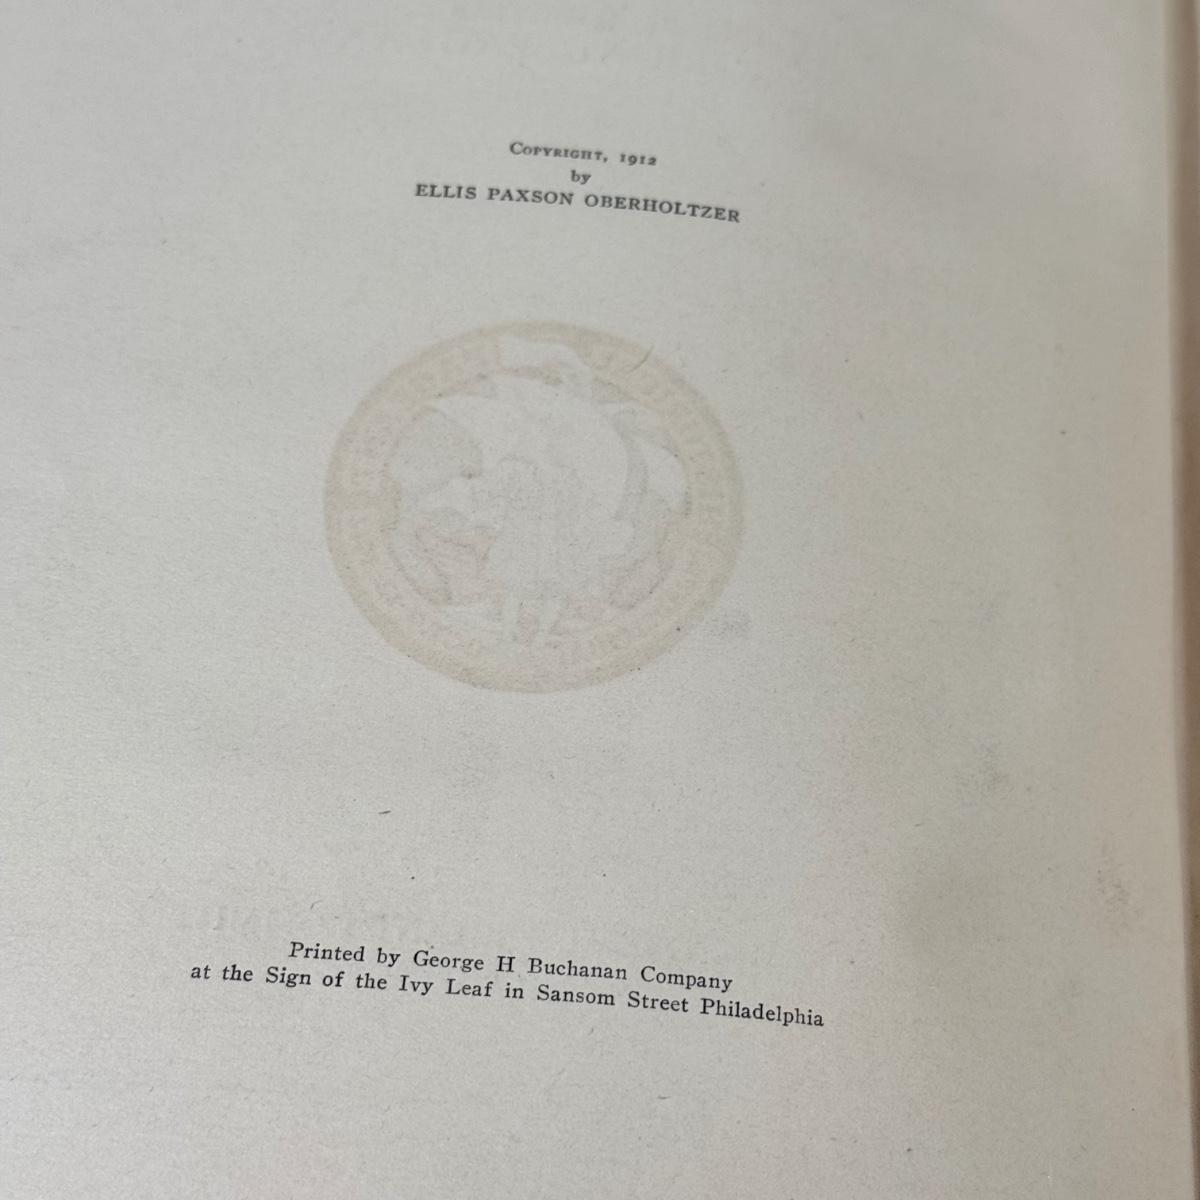 COPYRIGHT, 1912
by
ELLIS PAXSON OBERHOLTZER
Printed by George H Buchanan Company
at the Sign of the Ivy Leaf in Sansom Street Philadelphia